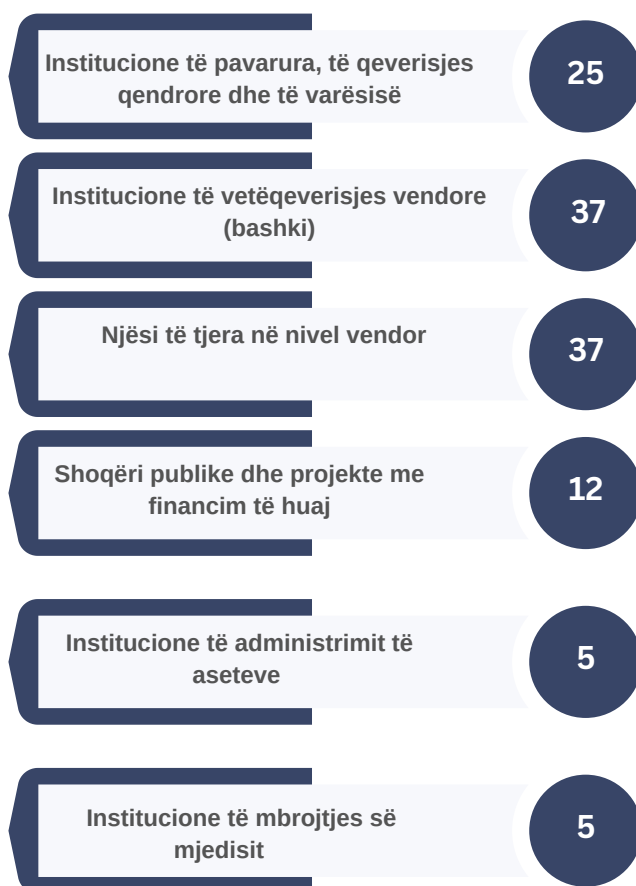 Institucione të pavarura, të qeverisjes
qendrore dhe të varësisë
25
Institucione të vetëqeverisjes vendore
(bashki)
37
Njësi të tjera në nivel vendor
37
Shoqëri publike dhe projekte me
financim të huaj
12
Institucione të administrimit të
aseteve
5
Institucione të mbrojtjes së
mjedisit
5